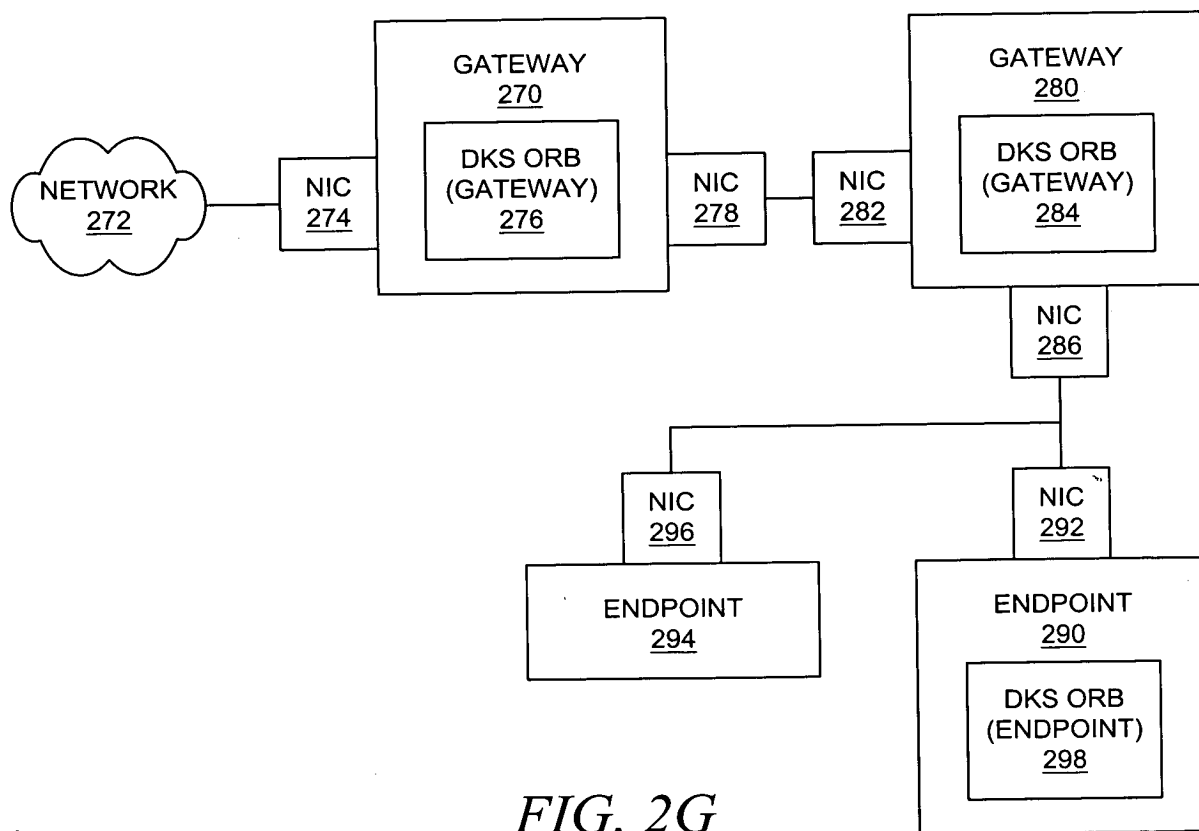 GATEWAY
270
DKS ORB
(GATEWAY)
276
NETWORK
272
NIC
274
NIC
278
NIC
282
GATEWAY
280
DKS ORB
(GATEWAY)
284
NIC
286
NIC
296
ENDPOINT
294
NIC
292
ENDPOINT
290
DKS ORB
(ENDPOINT)
298
FIG. 2G